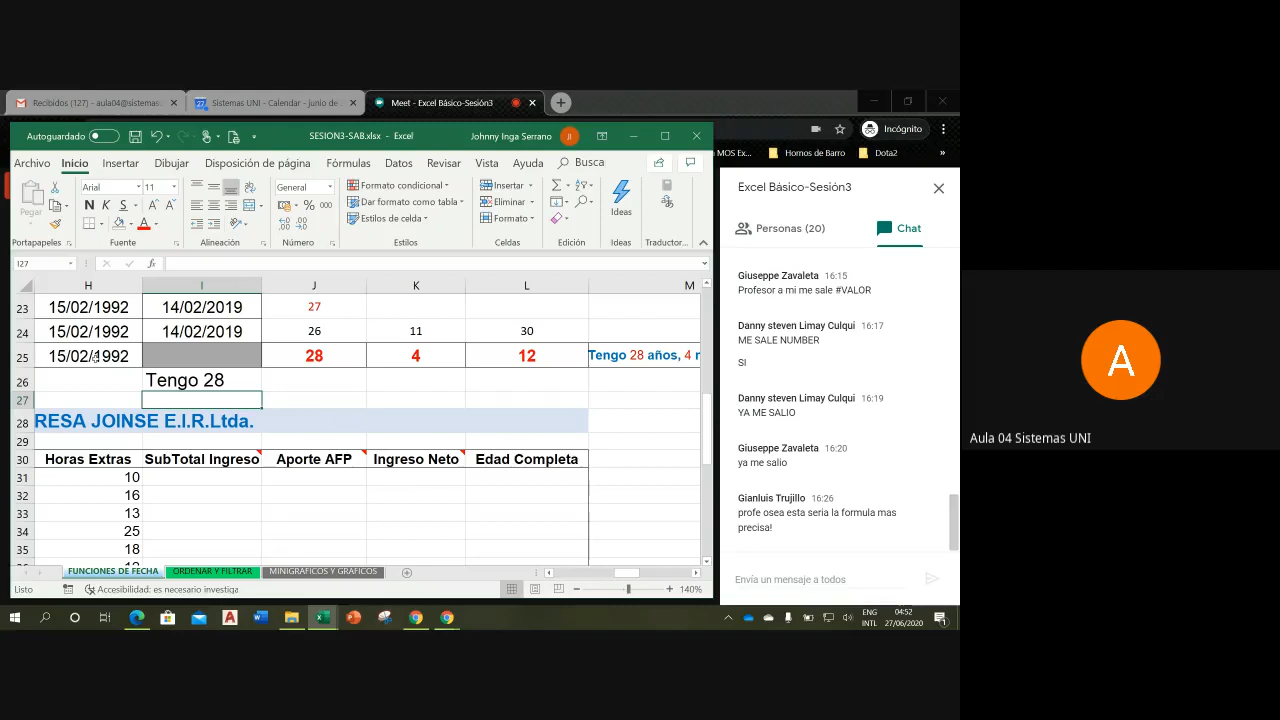 Recibidos (127) - aula04@sistemas.
Sistemas UNI - Calendar - junio de
Meet - Excel Básico-Sesión3
Incógnito
MOS Ex...
Hornos de Barro
Dota2
»
Autoguardado
SESION3-SAB.xlsx - Excel
Johnny Inga Serrano
JI
Archivo Inicio Insertar Dibujar Disposición de página Fórmulas Datos Revisar Vista Ayuda Busca
Pegar
Arial 11
General
Formato condicional
Insertar
Ideas
N K S
Dar formato como tabla
Eliminar
Estilos de celda
Formato
Portapapeles Fuente Alineación Número Estilos Celdas Edición Ideas Traductor...
I27
fx
H I J K L M
23 15/02/1992 14/02/2019 27
24 15/02/1992 14/02/2019 26 11 30
25 15/02/1992 28 4 12 Tengo 28 años, 4 m
26 Tengo 28
27
28 RESA JOINSE E.I.R.Ltda.
29
30 Horas Extras SubTotal Ingreso Aporte AFP Ingreso Neto Edad Completa
31 10
32 16
33 13
34 25
35 18
FUNCIONES DE FECHA ORDENAR Y FILTRAR MINIGRÁFICOS Y GRÁFICOS
Listo
Accesibilidad: es necesario investiga
140%
Excel Básico-Sesión3
Personas (20)
Chat
Giuseppe Zavaleta 16:15
Profesor a mi me sale #VALOR
Danny steven Limay Culqui 16:17
ME SALE NUMBER
SI
Danny steven Limay Culqui 16:19
YA ME SALIO
Giuseppe Zavaleta 16:20
ya me salio
Gianluis Trujillo 16:26
profe osea esta seria la formula mas
precisa!
Envía un mensaje a todos
ENG
INTL
04:52
27/06/2020
A
Aula 04 Sistemas UNI